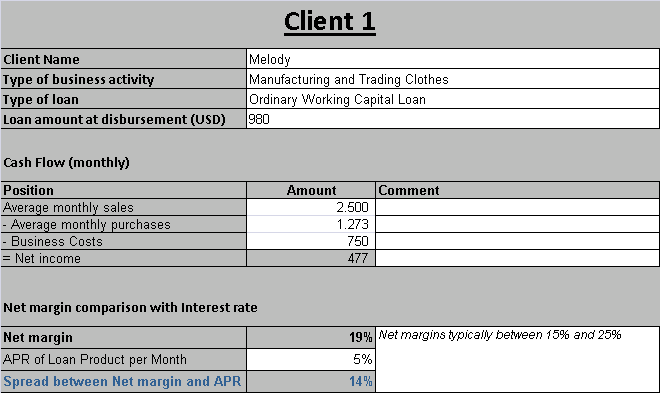 Client 1
Client Name Melody
Type of business activity Manufacturing and Trading Clothes
Type of loan Ordinary Working Capital Loan
Loan amount at disbursement (USD) 980
Cash Flow (monthly)
Position Amount Comment
Average monthly sales 2.500
- Average monthly purchases 1.273
- Business Costs 750
= Net income 477
Net margin comparison with Interest rate
Net margin 19% Net margins typically between 15% and 25%
APR of Loan Product per Month 5%
Spread between Net margin and APR 14%